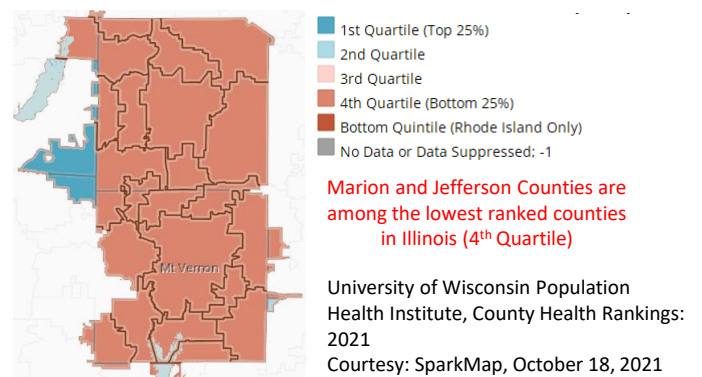 1st Quartile (Top 25%)
2nd Quartile
3rd Quartile
4th Quartile (Bottom 25%)
Bottom Quintile (Rhode Island Only)
No Data or Data Suppressed; -1
Marion and Jefferson Counties are
among the lowest ranked counties
in Illinois (4th Quartile)
Mt Vernon
University of Wisconsin Population
Health Institute, County Health Rankings:
2021
Courtesy: SparkMap, October 18, 2021